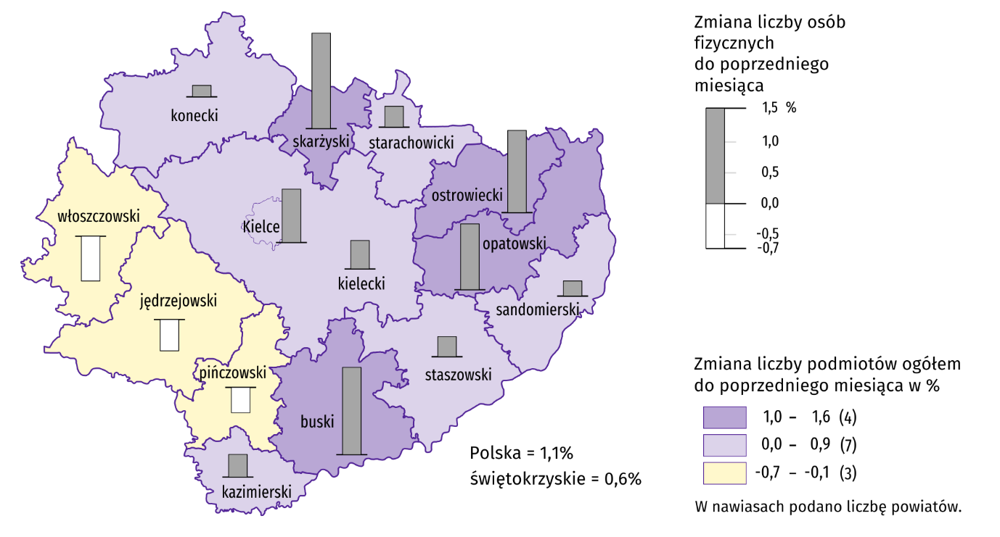 konecki
skarżyski
starachowicki
włoszczowski
ostrowiecki
Kielce
opatowski
kielecki
jędrzejowski
sandomierski
pińczowski
staszowski
buski
kazimierski
Polska = 1,1%
świętokrzyskie = 0,6%
Zmiana liczby osób
fizycznych
do poprzedniego
miesiąca
1,5 %
1,0
0,5
0,0
-0,5
-0,7
Zmiana liczby podmiotów ogółem
do poprzedniego miesiąca w %
1,0 – 1,6 (4)
0,0 – 0,9 (7)
-0,7 – -0,1 (3)
W nawiasach podano liczbę powiatów.